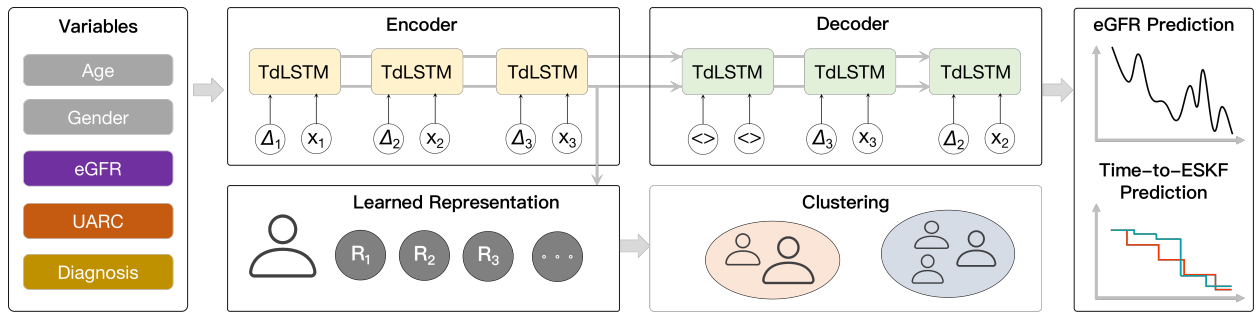 Variables
Age
Gender
eGFR
UARC
Diagnosis
Encoder
TdLSTM
TdLSTM
TdLSTM
Δ1
x1
Δ2
x2
Δ3
x3
Decoder
TdLSTM
TdLSTM
TdLSTM
<>
<>
Δ3
x3
Δ2
x2
Learned Representation
R1
R2
R3
Clustering
eGFR Prediction
Time-to-ESKF
Prediction